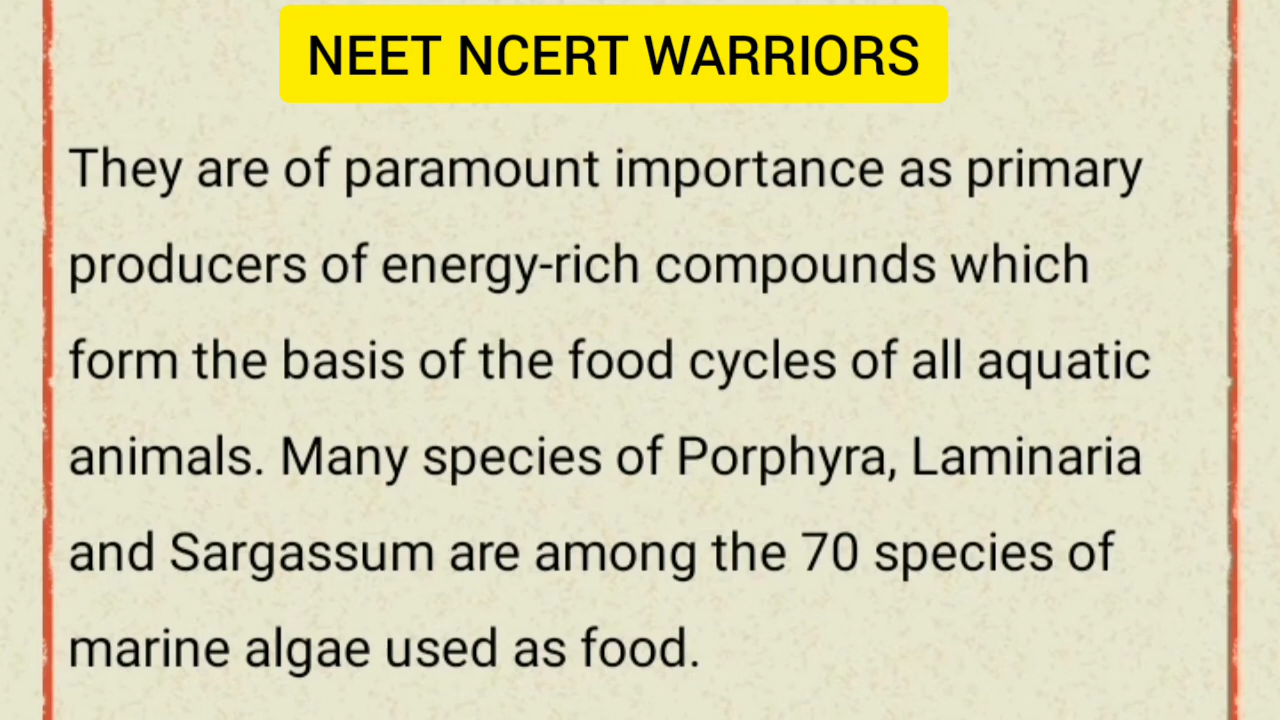 NEET NCERT WARRIORS
They are of paramount importance as primary
producers of energy-rich compounds which
form the basis of the food cycles of all aquatic
animals. Many species of Porphyra, Laminaria
and Sargassum are among the 70 species of
marine algae used as food.